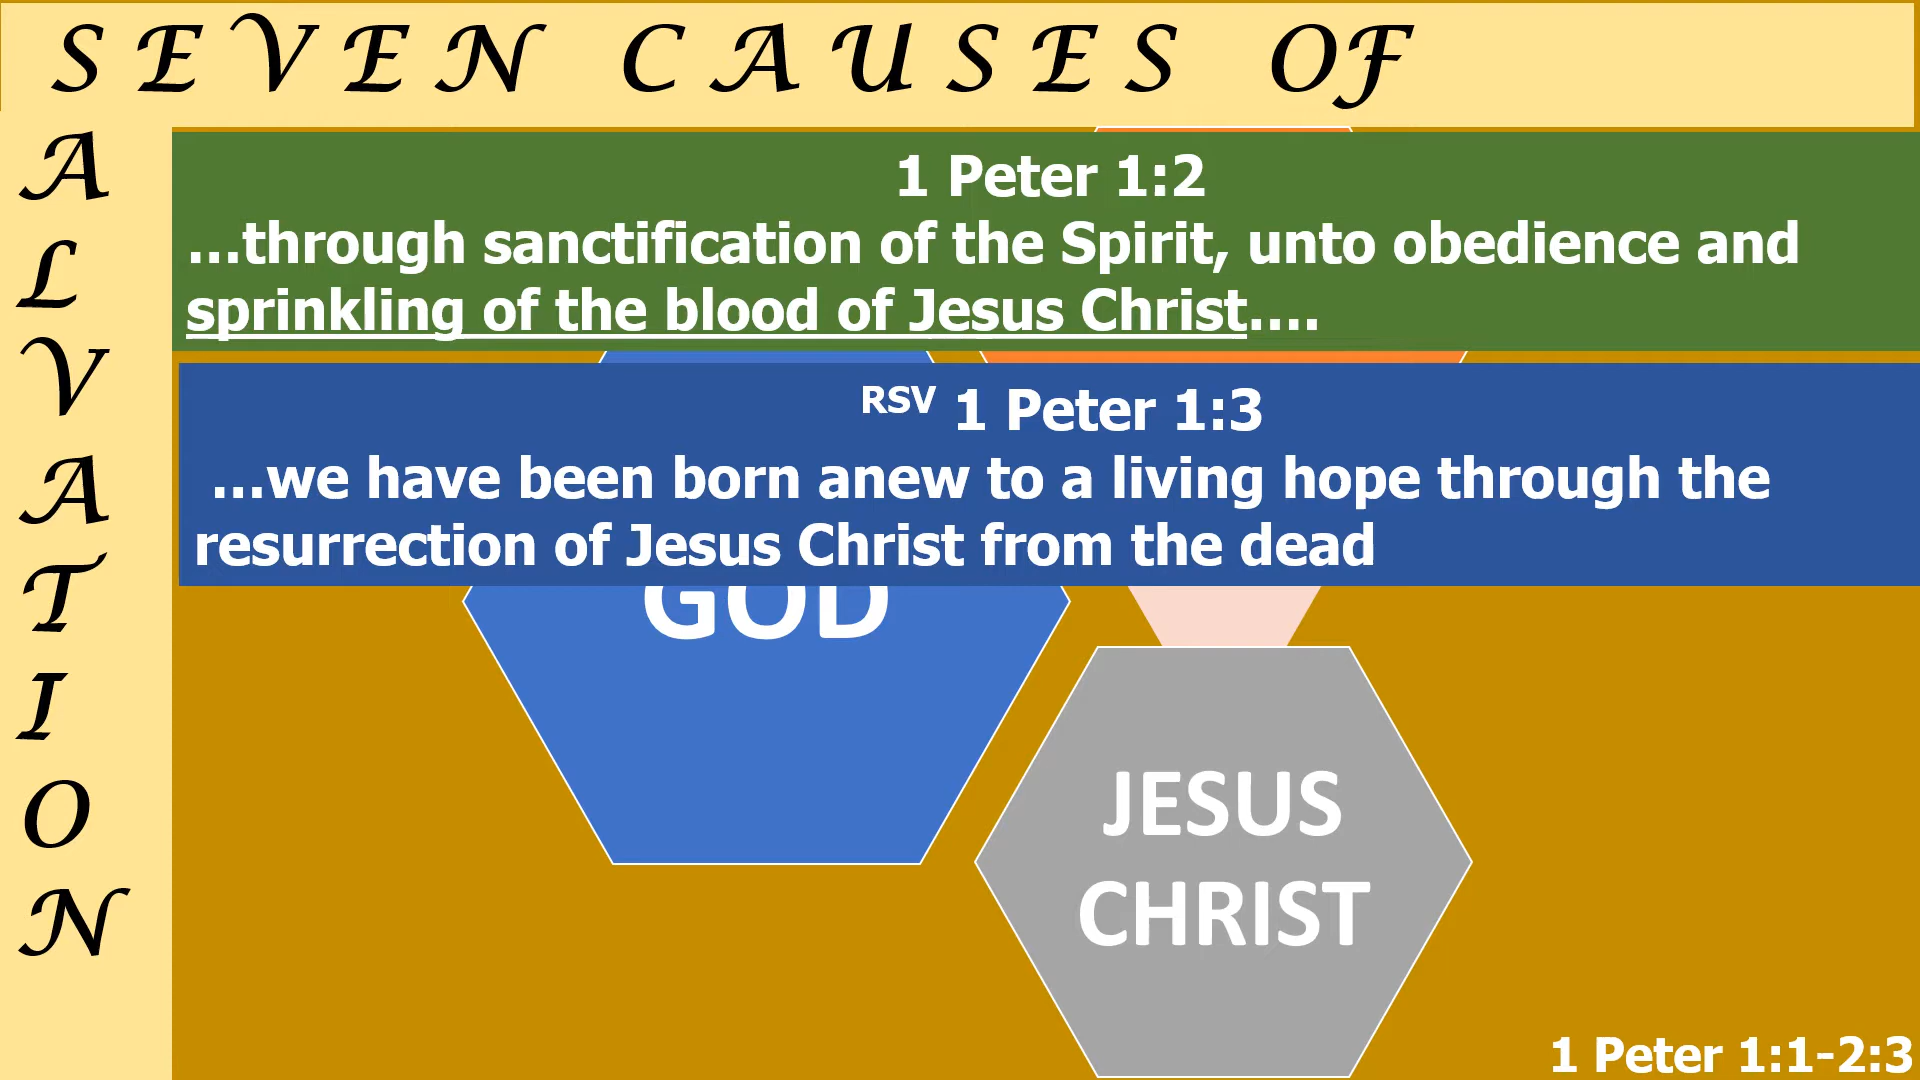 SEVEN CAUSES OF
SALVATION
1 Peter 1:2
...through sanctification of the Spirit, unto obedience and
sprinkling of the blood of Jesus Christ....
RSV 1 Peter 1:3
...we have been born anew to a living hope through the
resurrection of Jesus Christ from the dead
GOD
JESUS
CHRIST
1 Peter 1:1-2:3